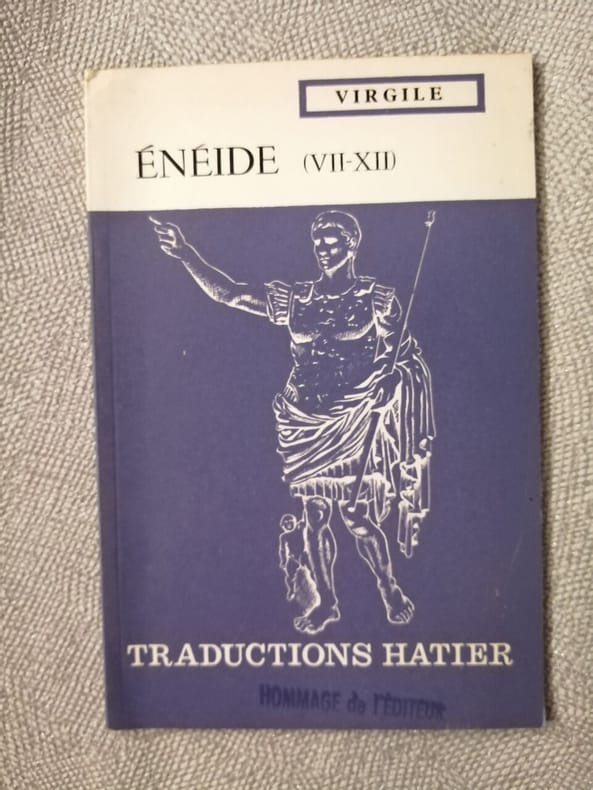 VIRGILE
ÉNÉIDE (VII-XII)
TRADUCTIONS HATIER
HOMMAGE de l'ÉDITEUR